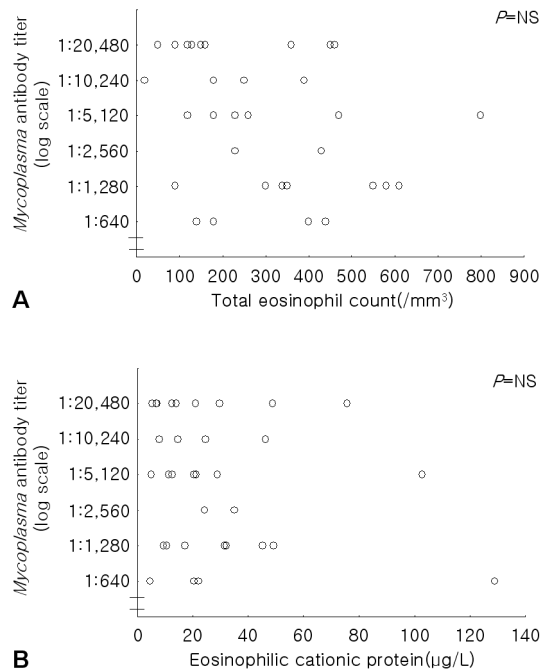 P=NS
1:20,480
1:10,240
1:5,120
1:2,560
1:1,280
1:640
Mycoplasma antibody titer
(log scale)
0 100 200 300 400 500 600 700 800 900
Total eosinophil count(/mm³)
A
P=NS
1:20,480
1:10,240
1:5,120
1:2,560
1:1,280
1:640
Mycoplasma antibody titer
(log scale)
0 20 40 60 80 100 120 140
Eosinophilic cationic protein(μg/L)
B